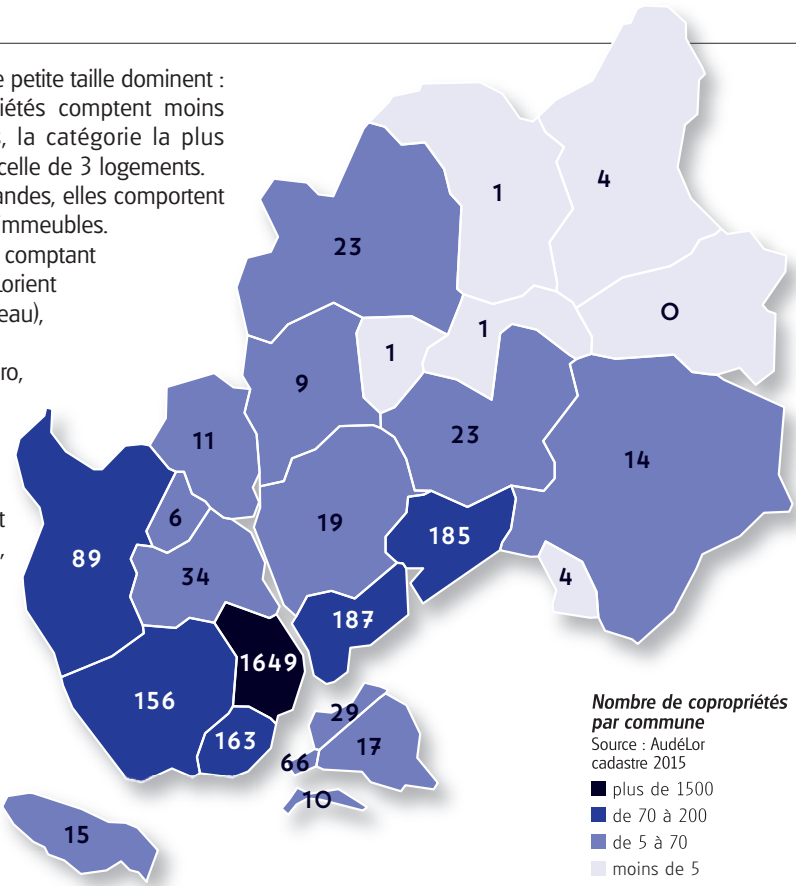 e petite taille dominent :
iétés comptent moins
s, la catégorie la plus
celle de 3 logements.
andes, elles comportent
immeubles.
comptant
Lorient
eau),
ro,
t
,
1
4
23
0
1
1
9
23
14
11
6
19
185
89
34
4
187
1649
156
163
29
17
66
10
15
Nombre de copropriétés
par commune
Source : AudéLor
cadastre 2015
plus de 1500
de 70 à 200
de 5 à 70
moins de 5